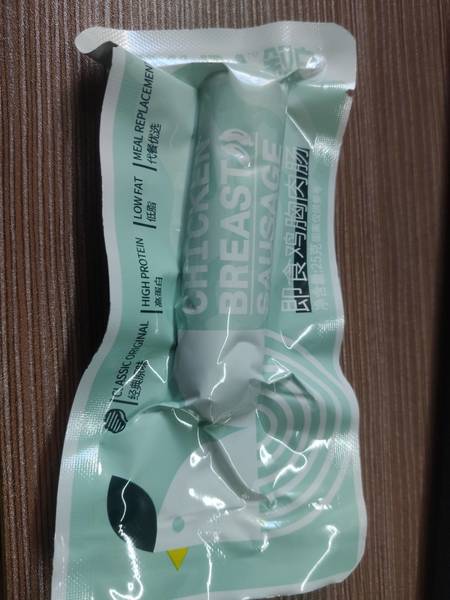 CLASSIC ORIGINAL
经典原味
HIGH PROTEIN
高蛋白
LOW FAT
低脂
MEAL REPLACEMENT
代餐优选
CHICKEN
BREAST
SAUSAGE
即食鸡胸肉肠